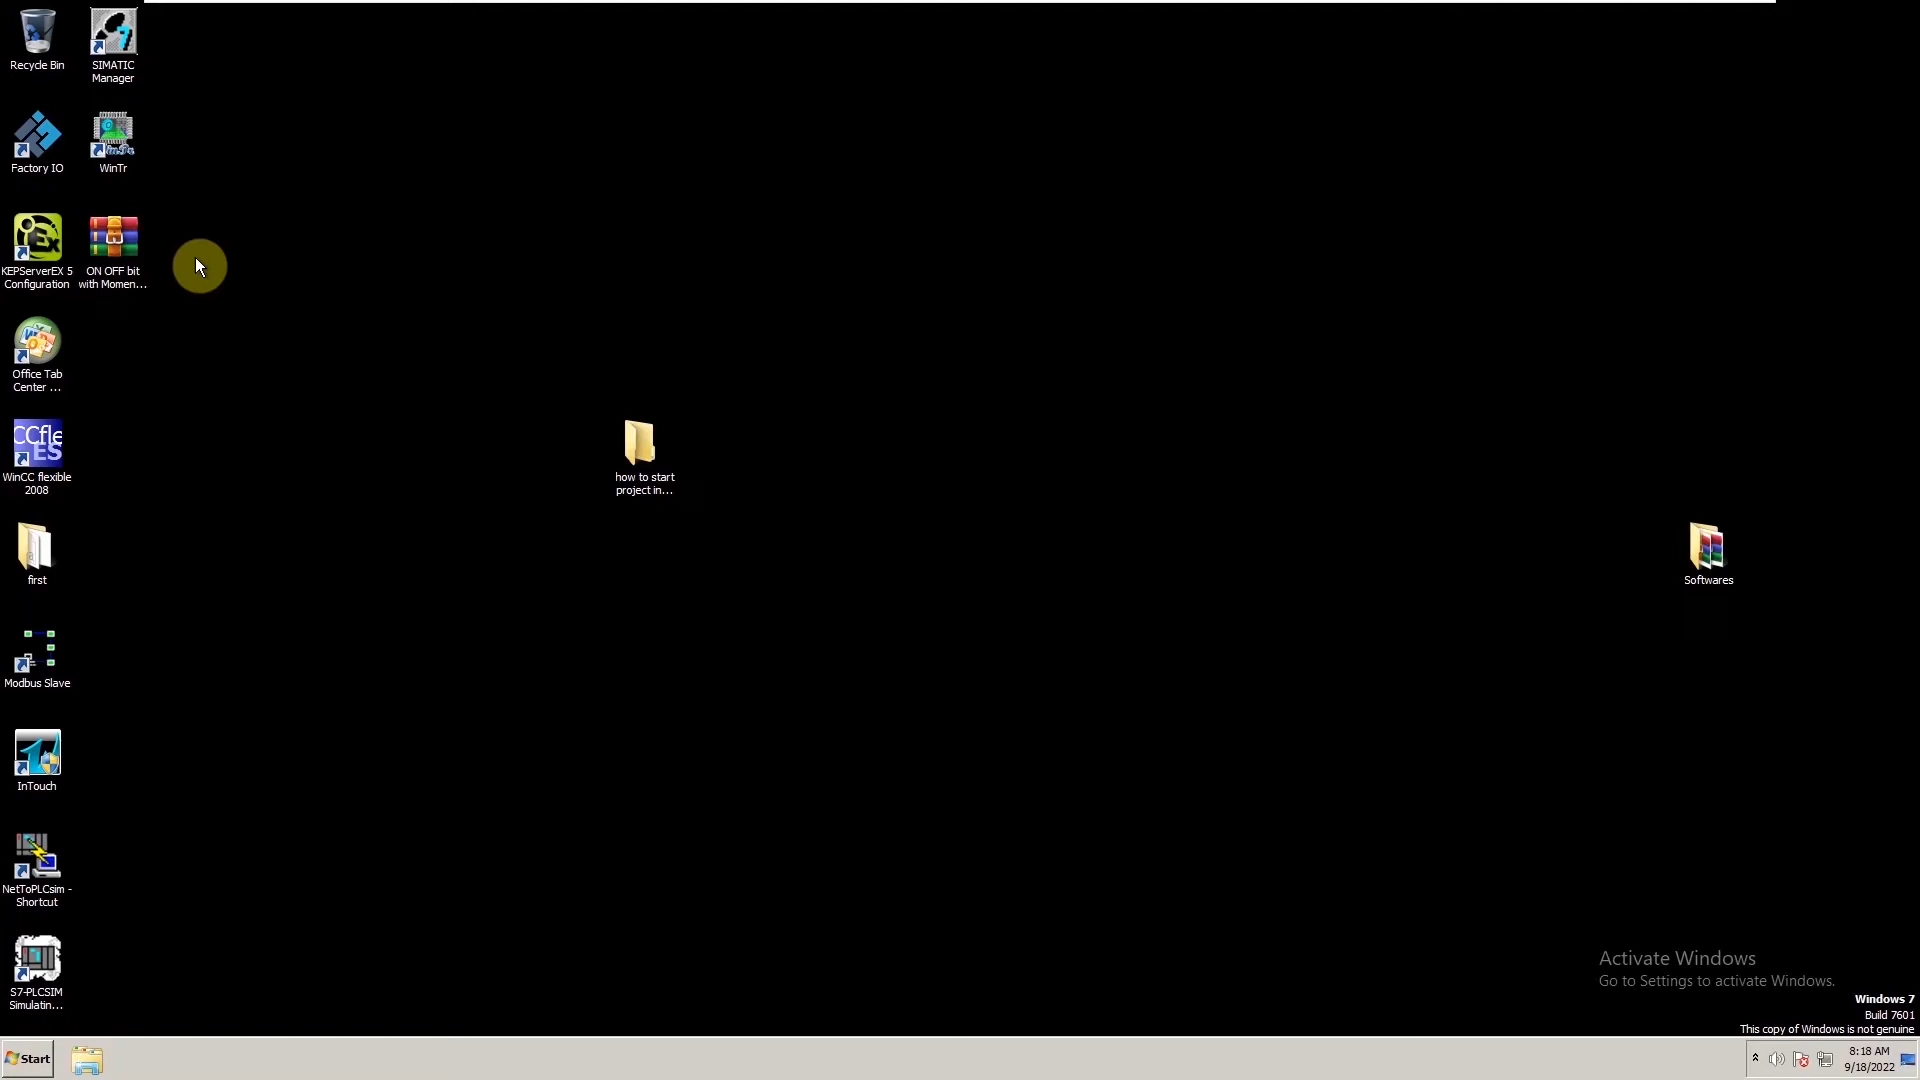 Recycle Bin
SIMATIC
Manager
Factory IO
WinTr
KEPServerEX 5
Configuration
ON OFF bit
with Momen...
Office Tab
Center ...
WinCC flexible
2008
how to start
project in...
first
Softwares
Modbus Slave
InTouch
NetToPLCsim -
Shortcut
S7-PLCSIM
Simulatin...
Activate Windows
Go to Settings to activate Windows.
Windows 7
Build 7601
This copy of Windows is not genuine
Start
8:18 AM
9/18/2022